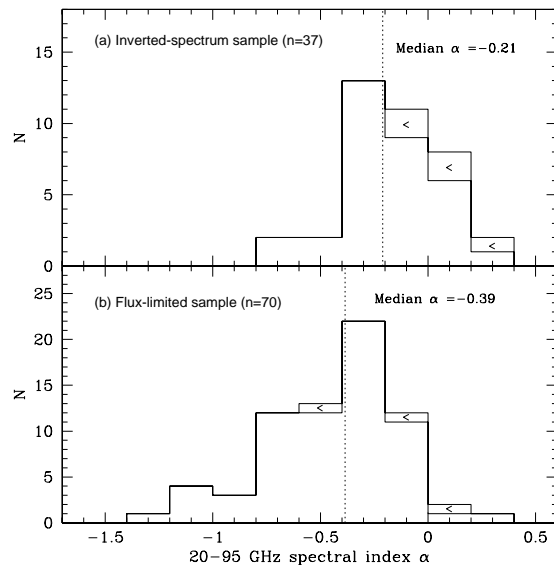 (a) Inverted-spectrum sample (n=37)
Median α =−0.21
15
10
5
0
N
<
<
<
(b) Flux-limited sample (n=70)
Median α =−0.39
25
20
15
10
5
0
N
<
<
<
−1.5 −1 −0.5 0 0.5
20−95 GHz spectral index α